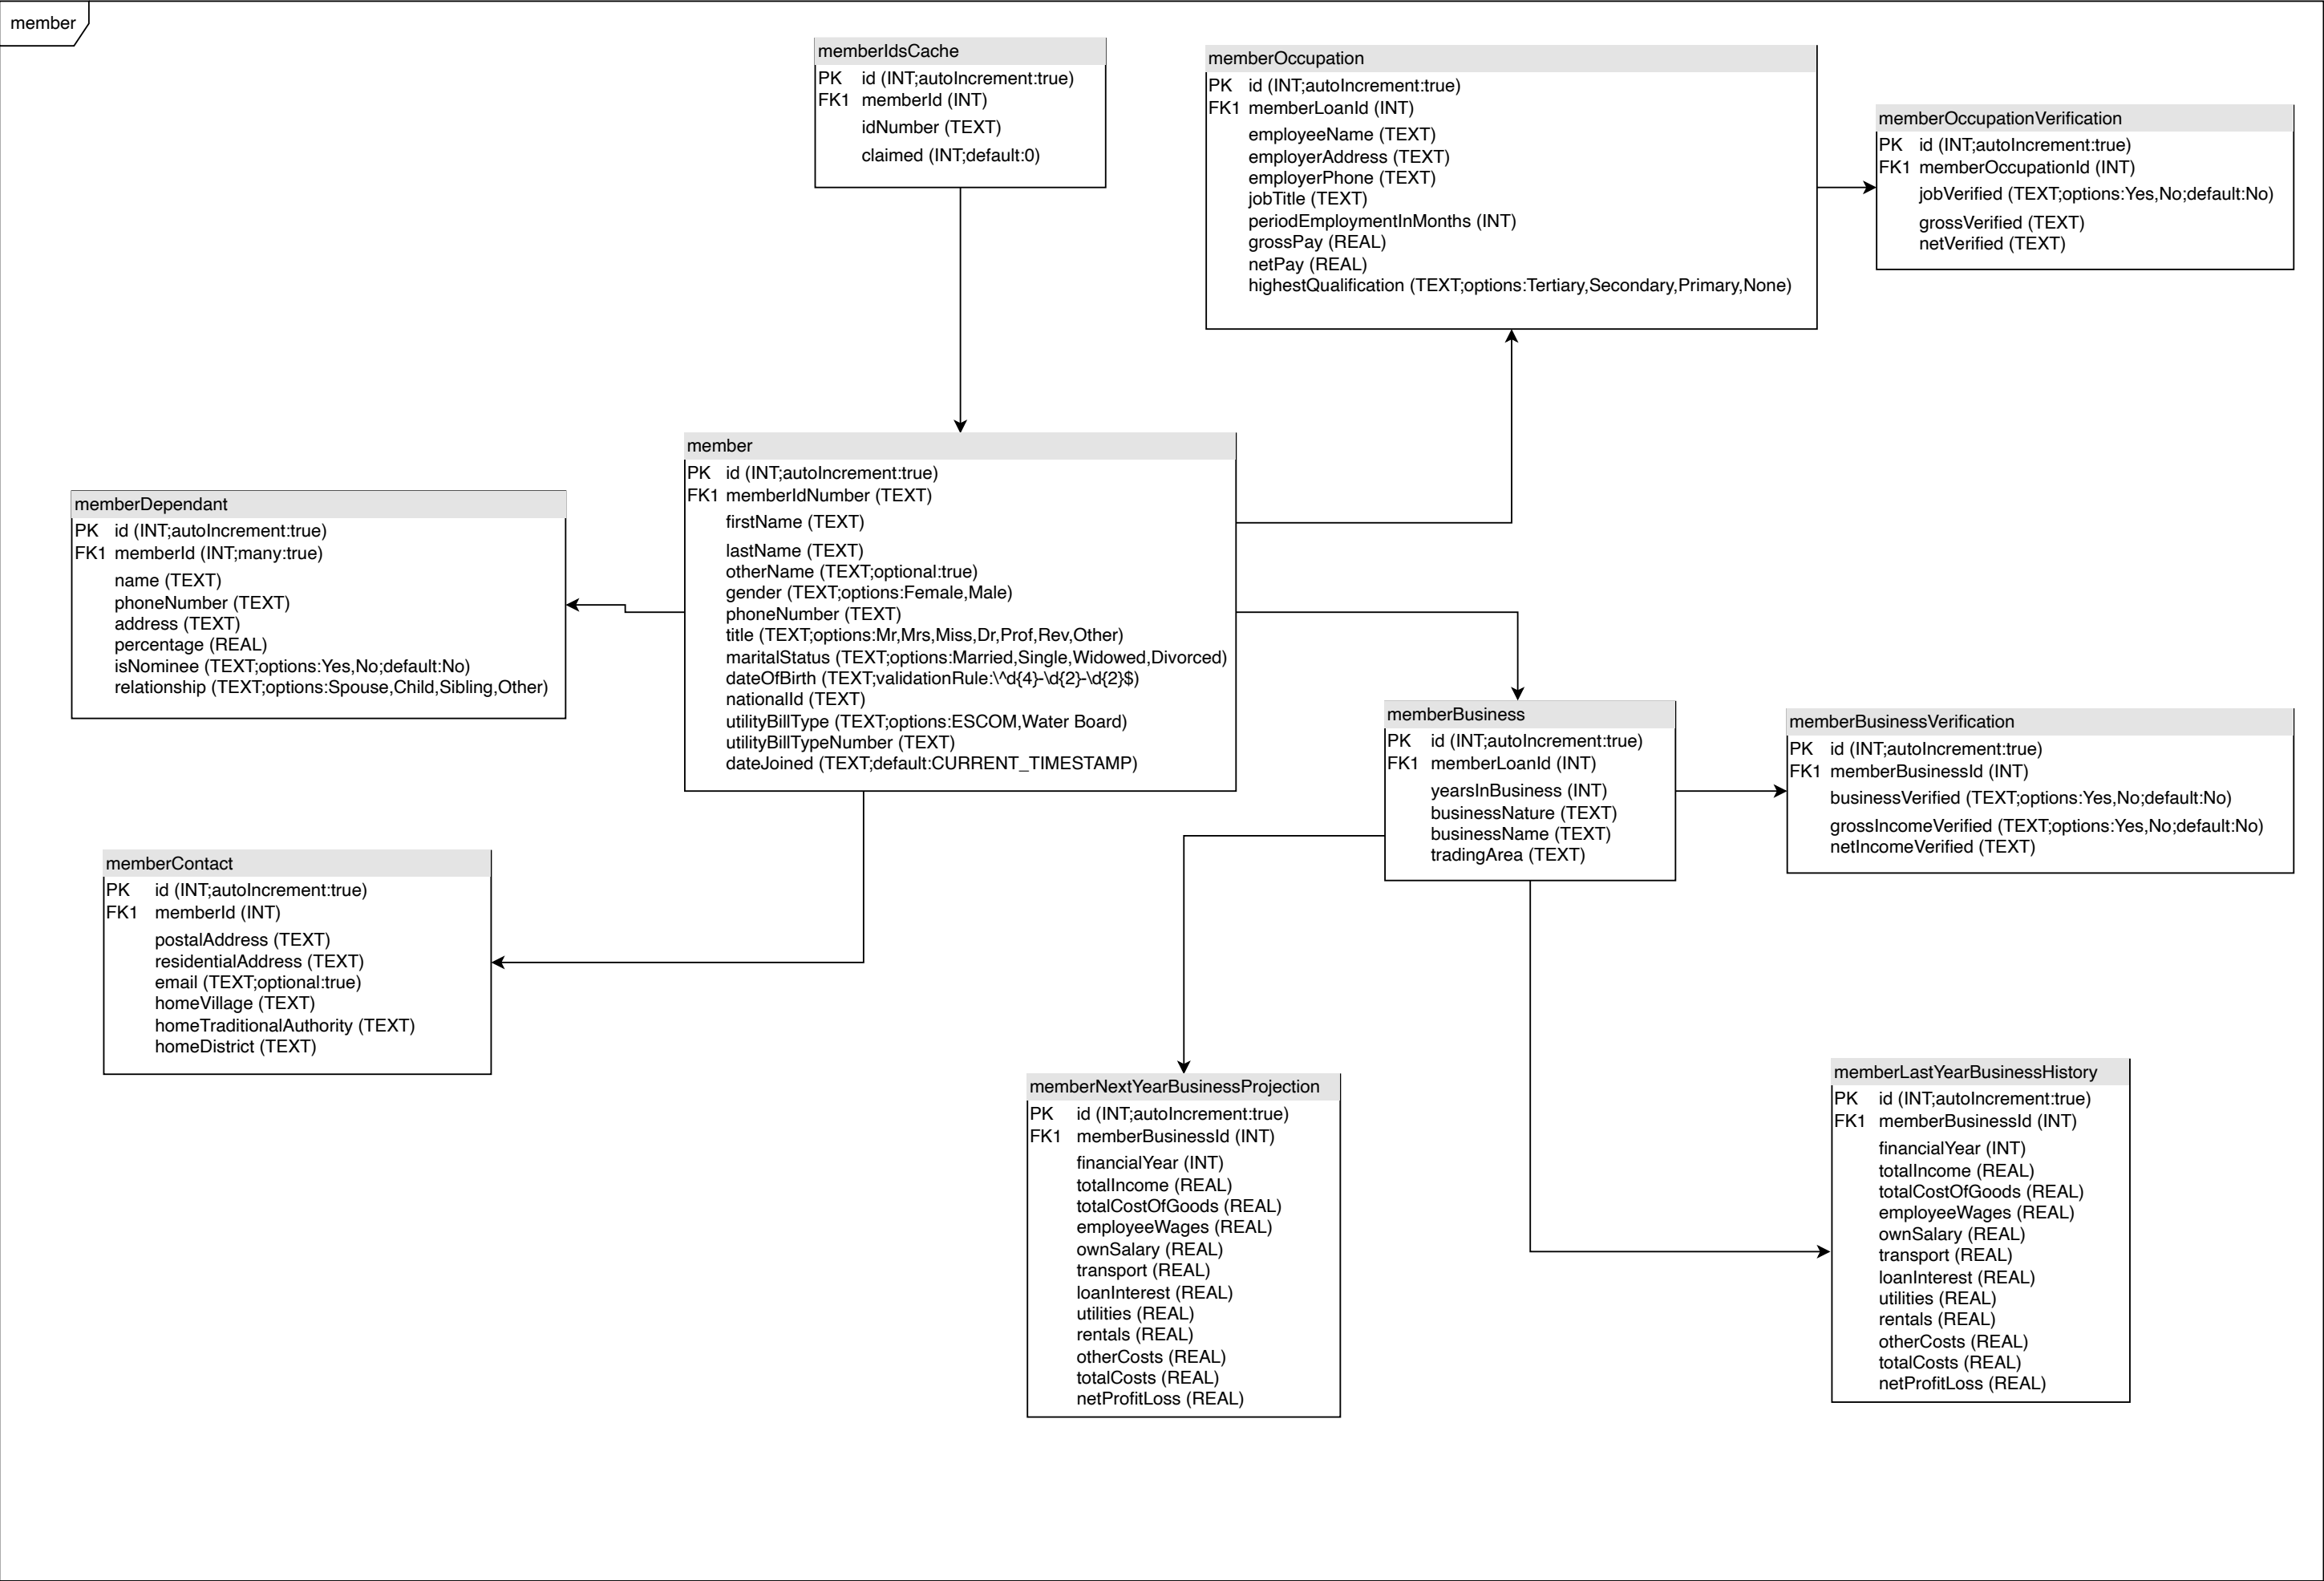 member
memberIdsCache
PK id (INT;autoIncrement:true)
FK1 memberId (INT)
idNumber (TEXT)
claimed (INT;default:0)
memberOccupation
PK id (INT;autoIncrement:true)
FK1 memberLoanId (INT)
employeeName (TEXT)
employerAddress (TEXT)
employerPhone (TEXT)
jobTitle (TEXT)
periodEmploymentInMonths (INT)
grossPay (REAL)
netPay (REAL)
highestQualification (TEXT;options:Tertiary,Secondary,Primary,None)
memberOccupationVerification
PK id (INT;autoIncrement:true)
FK1 memberOccupationId (INT)
jobVerified (TEXT;options:Yes,No;default:No)
grossVerified (TEXT)
netVerified (TEXT)
member
PK id (INT;autoIncrement:true)
FK1 memberIdNumber (TEXT)
firstName (TEXT)
lastName (TEXT)
otherName (TEXT;optional:true)
gender (TEXT;options:Female,Male)
phoneNumber (TEXT)
title (TEXT;options:Mr,Mrs,Miss,Dr,Prof,Rev,Other)
maritalStatus (TEXT;options:Married,Single,Widowed,Divorced)
dateOfBirth (TEXT;validationRule:\^d{4}-\d{2}-\d{2}$)
nationalId (TEXT)
utilityBillType (TEXT;options:ESCOM,Water Board)
utilityBillTypeNumber (TEXT)
dateJoined (TEXT;default:CURRENT_TIMESTAMP)
memberDependant
PK id (INT;autoIncrement:true)
FK1 memberId (INT;many:true)
name (TEXT)
phoneNumber (TEXT)
address (TEXT)
percentage (REAL)
isNominee (TEXT;options:Yes,No;default:No)
relationship (TEXT;options:Spouse,Child,Sibling,Other)
memberBusiness
PK id (INT;autoIncrement:true)
FK1 memberLoanId (INT)
yearsInBusiness (INT)
businessNature (TEXT)
businessName (TEXT)
tradingArea (TEXT)
memberBusinessVerification
PK id (INT;autoIncrement:true)
FK1 memberBusinessId (INT)
businessVerified (TEXT;options:Yes,No;default:No)
grossIncomeVerified (TEXT;options:Yes,No;default:No)
netIncomeVerified (TEXT)
memberContact
PK id (INT;autoIncrement:true)
FK1 memberId (INT)
postalAddress (TEXT)
residentialAddress (TEXT)
email (TEXT;optional:true)
homeVillage (TEXT)
homeTraditionalAuthority (TEXT)
homeDistrict (TEXT)
memberNextYearBusinessProjection
PK id (INT;autoIncrement:true)
FK1 memberBusinessId (INT)
financialYear (INT)
totalIncome (REAL)
totalCostOfGoods (REAL)
employeeWages (REAL)
ownSalary (REAL)
transport (REAL)
loanInterest (REAL)
utilities (REAL)
rentals (REAL)
otherCosts (REAL)
totalCosts (REAL)
netProfitLoss (REAL)
memberLastYearBusinessHistory
PK id (INT;autoIncrement:true)
FK1 memberBusinessId (INT)
financialYear (INT)
totalIncome (REAL)
totalCostOfGoods (REAL)
employeeWages (REAL)
ownSalary (REAL)
transport (REAL)
loanInterest (REAL)
utilities (REAL)
rentals (REAL)
otherCosts (REAL)
totalCosts (REAL)
netProfitLoss (REAL)